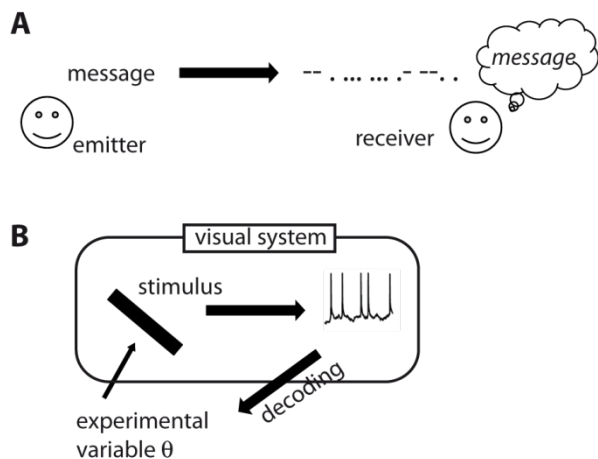 A
message
-- . ... ... .- --. .
message
emitter
receiver
B
visual system
stimulus
decoding
experimental
variable θ